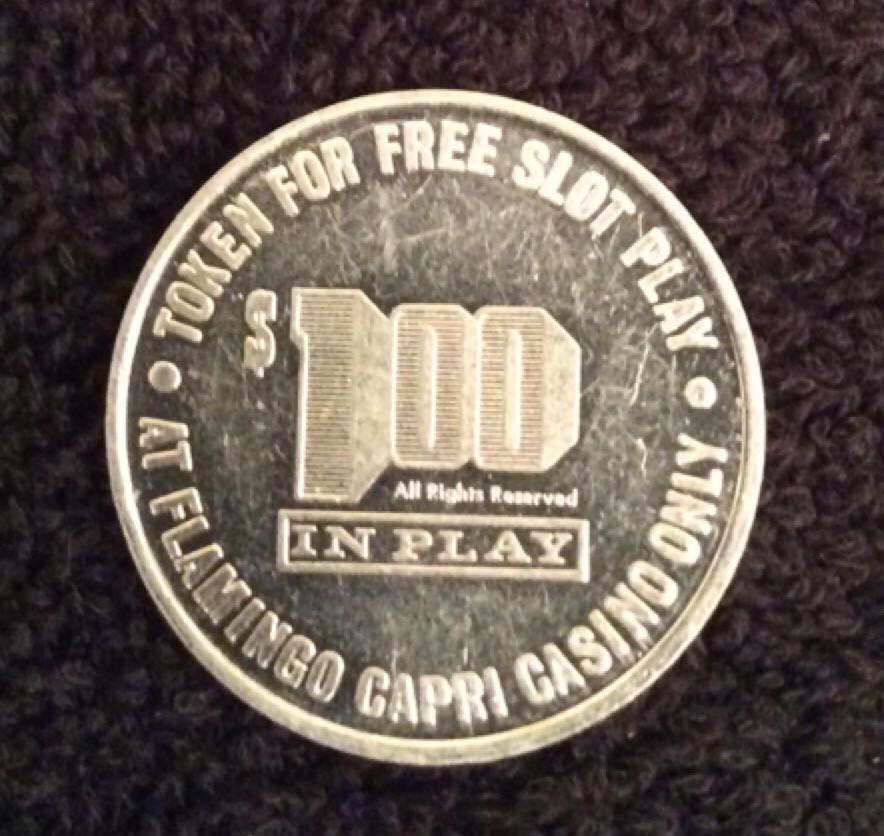 TOKEN FOR FREE SLOT PLAY
$100
All Rights Reserved
IN PLAY
AT FLAMINGO CAPRI CASINO ONLY